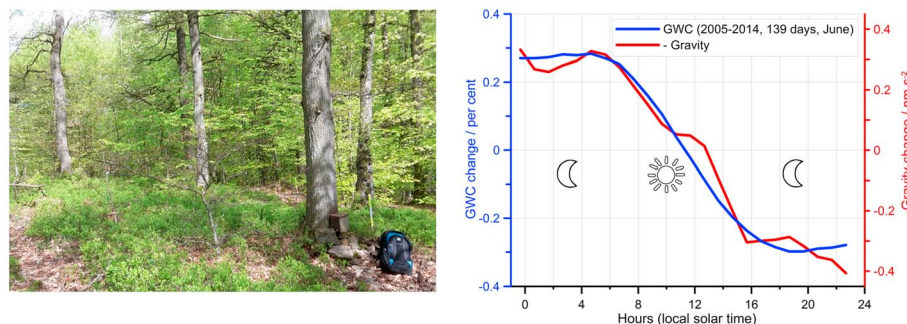 GWC (2005-2014, 139 days, June)
- Gravity
GWC change / per cent
0.4
0.2
0
-0.2
-0.4
0.4
0.2
0
-0.2
-0.4
Gravity change / nm s-2
0 4 8 12 16 20 24
Hours (local solar time)